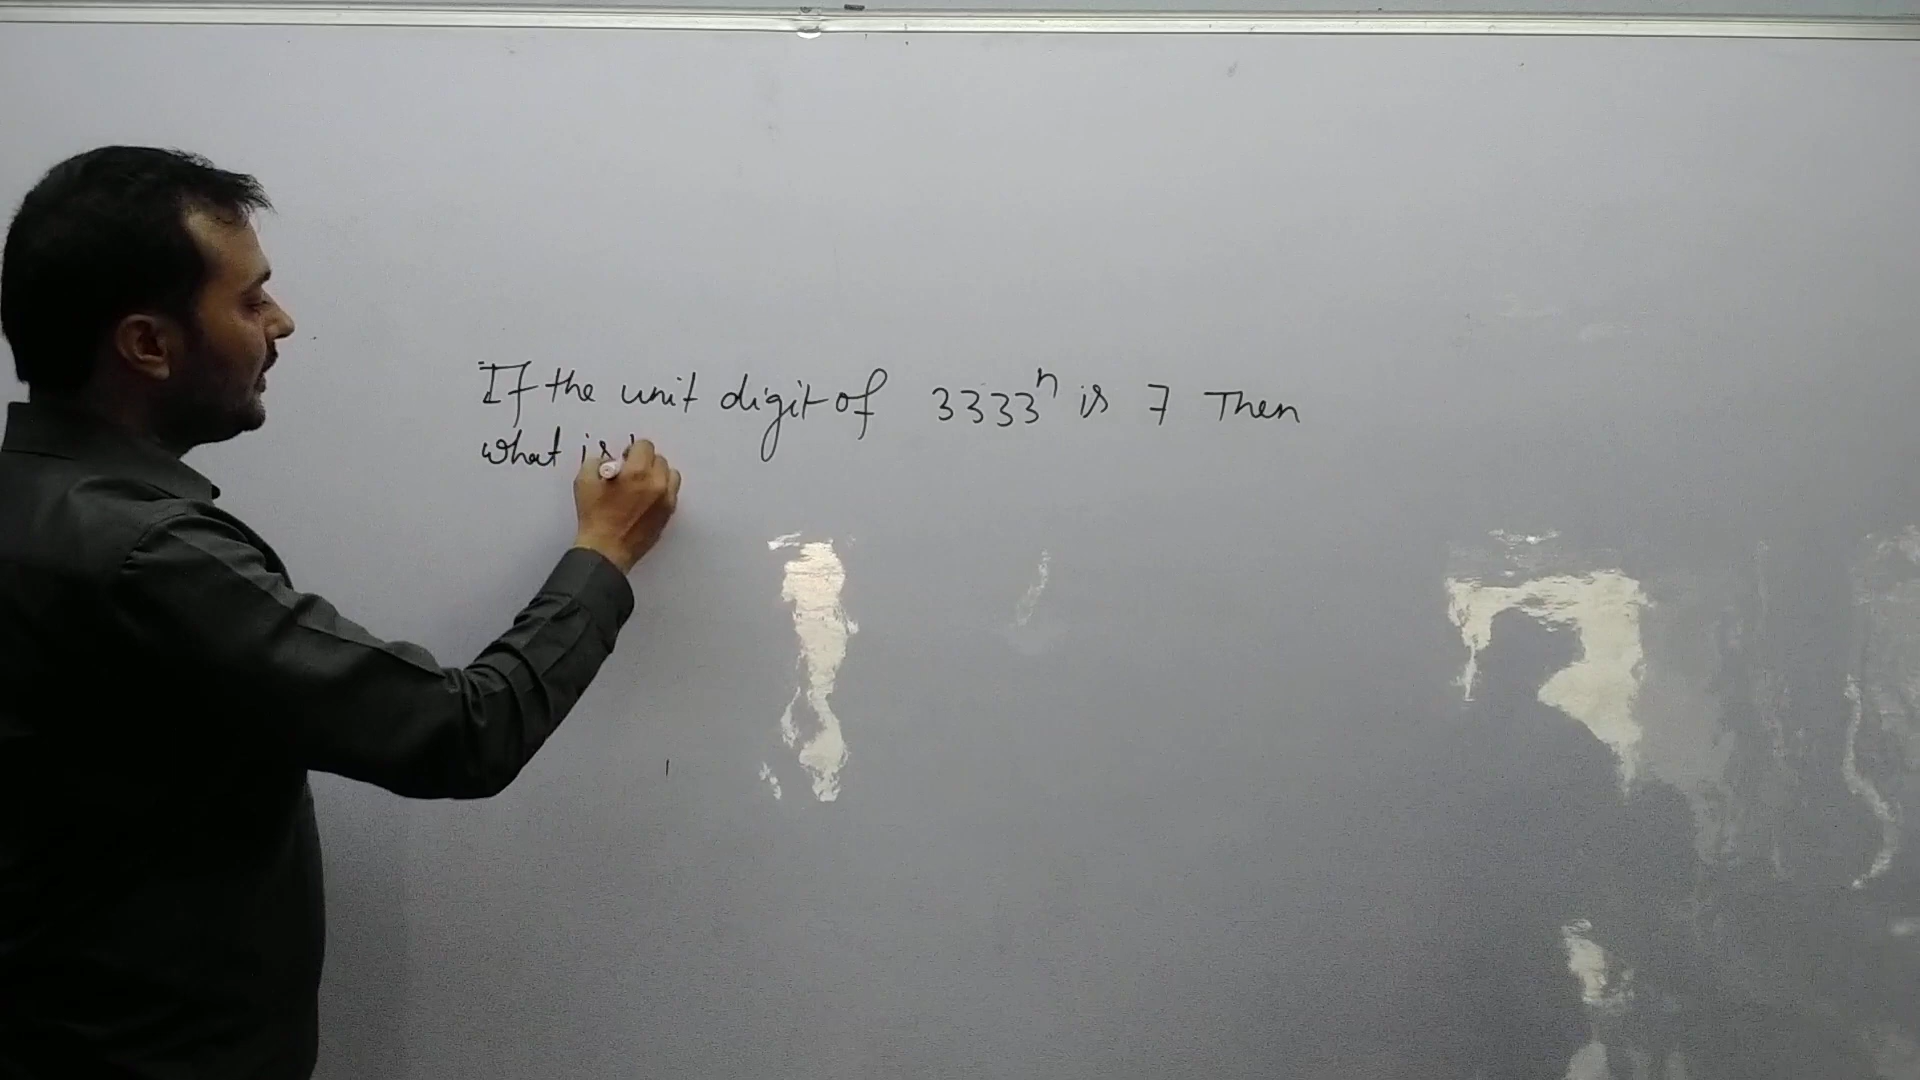 If the unit digit of 3333ⁿ is 7 Then
what is